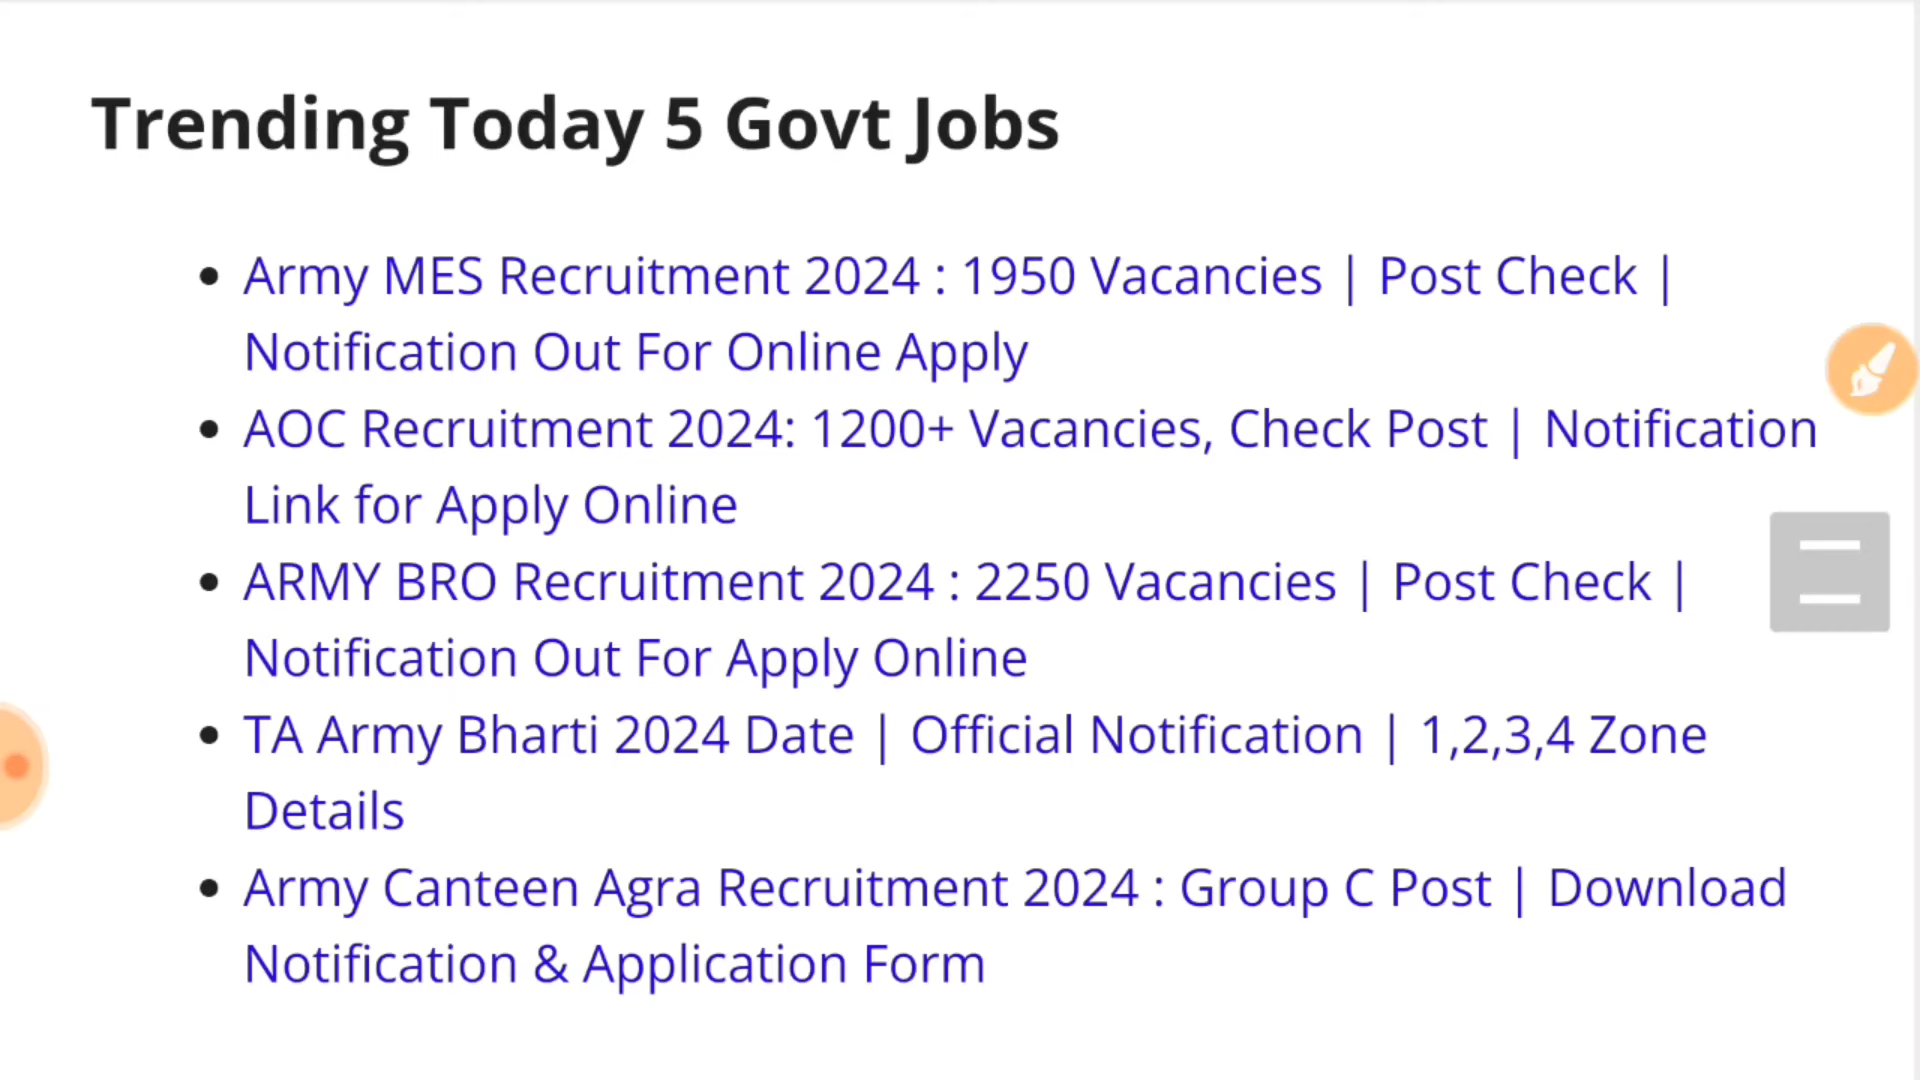 Trending Today 5 Govt Jobs
Army MES Recruitment 2024 : 1950 Vacancies | Post Check |
Notification Out For Online Apply
AOC Recruitment 2024: 1200+ Vacancies, Check Post | Notification
Link for Apply Online
ARMY BRO Recruitment 2024 : 2250 Vacancies | Post Check |
Notification Out For Apply Online
TA Army Bharti 2024 Date | Official Notification | 1,2,3,4 Zone
Details
Army Canteen Agra Recruitment 2024 : Group C Post | Download
Notification & Application Form